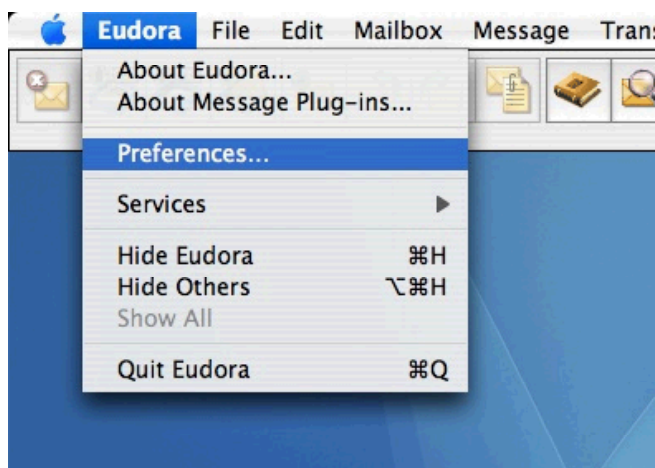 Eudora File Edit Mailbox Message Trans
About Eudora...
About Message Plug-ins...
Preferences...
Services
Hide Eudora ⌘H
Hide Others ⌥⌘H
Show All
Quit Eudora ⌘Q